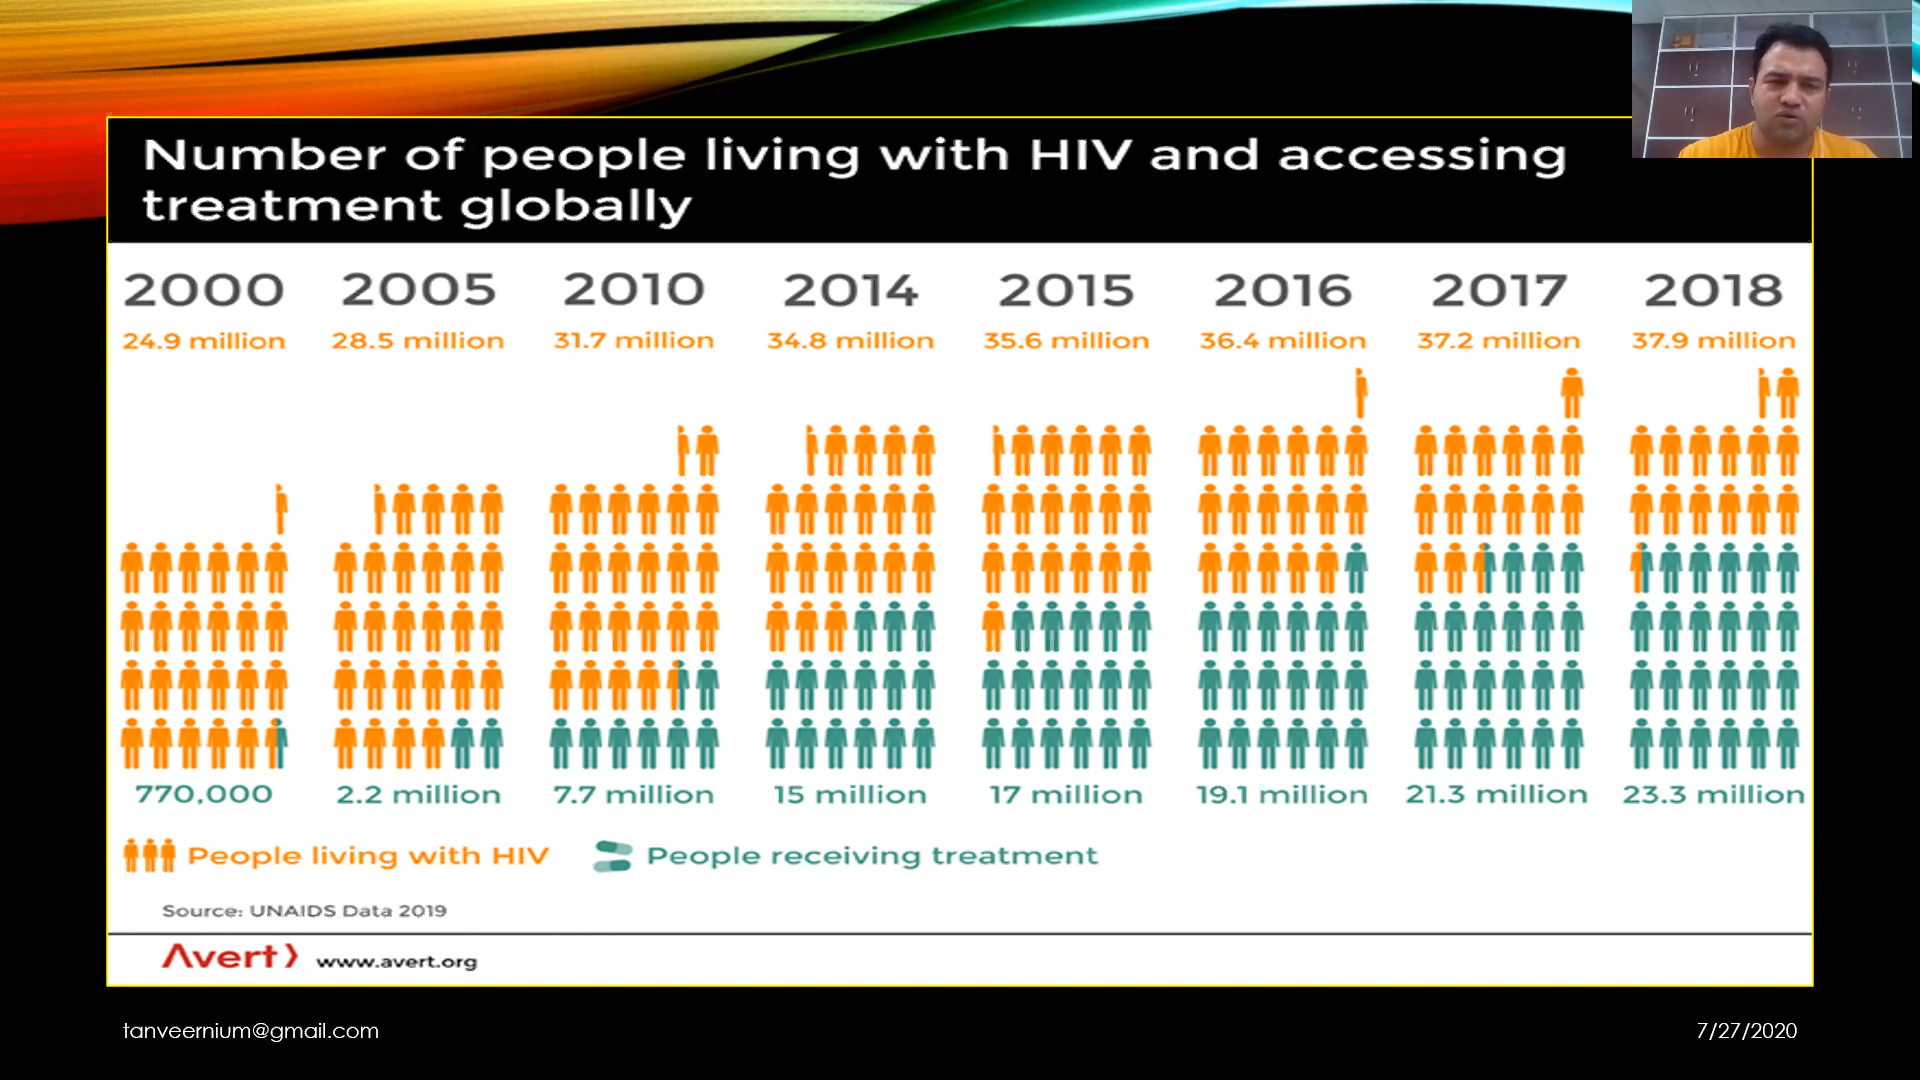 Number of people living with HIV and accessing
treatment globally
2000 2005 2010 2014 2015 2016 2017 2018
24.9 million 28.5 million 31.7 million 34.8 million 35.6 million 36.4 million 37.2 million 37.9 million
770,000 2.2 million 7.7 million 15 million 17 million 19.1 million 21.3 million 23.3 million
People living with HIV People receiving treatment
Source: UNAIDS Data 2019
Avert www.avert.org
tanveernium@gmail.com 7/27/2020